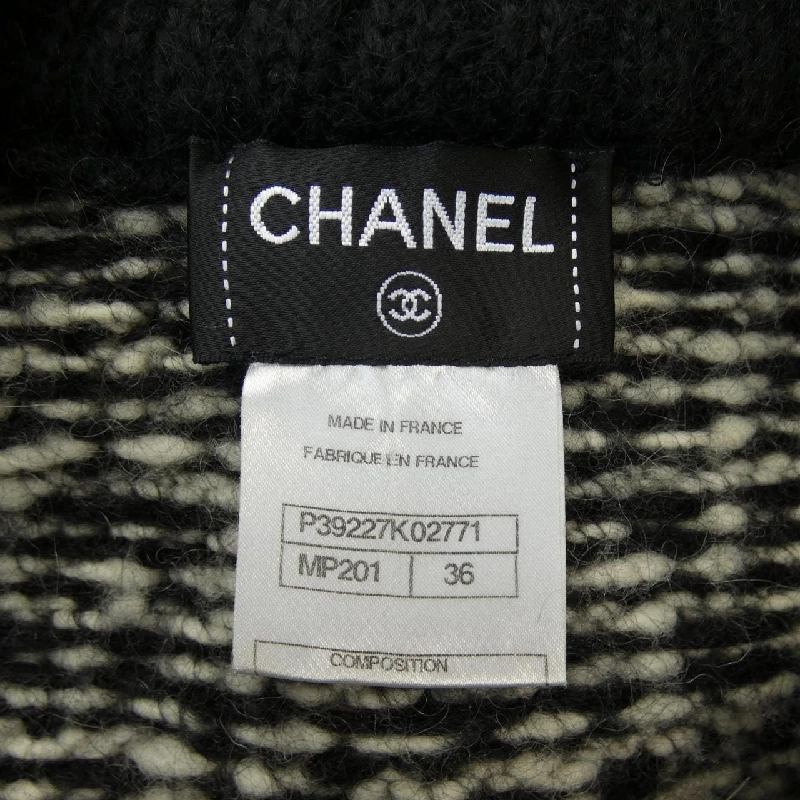 CHANEL
MADE IN FRANCE
FABRIQUE EN FRANCE
P39227K02771
MP201 36
COMPOSITION